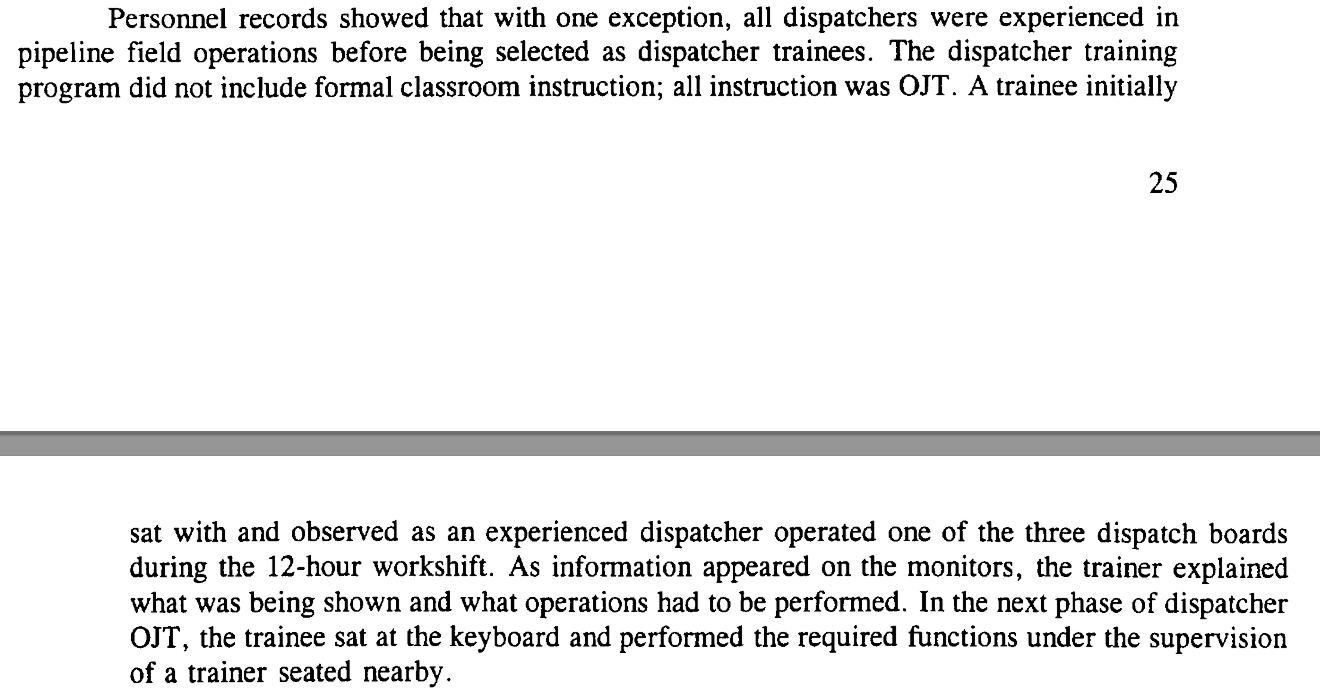 Personnel records showed that with one exception, all dispatchers were experienced in
pipeline field operations before being selected as dispatcher trainees. The dispatcher training
program did not include formal classroom instruction; all instruction was OJT. A trainee initially
25
sat with and observed as an experienced dispatcher operated one of the three dispatch boards
during the 12-hour workshift. As information appeared on the monitors, the trainer explained
what was being shown and what operations had to be performed. In the next phase of dispatcher
OJT, the trainee sat at the keyboard and performed the required functions under the supervision
of a trainer seated nearby.